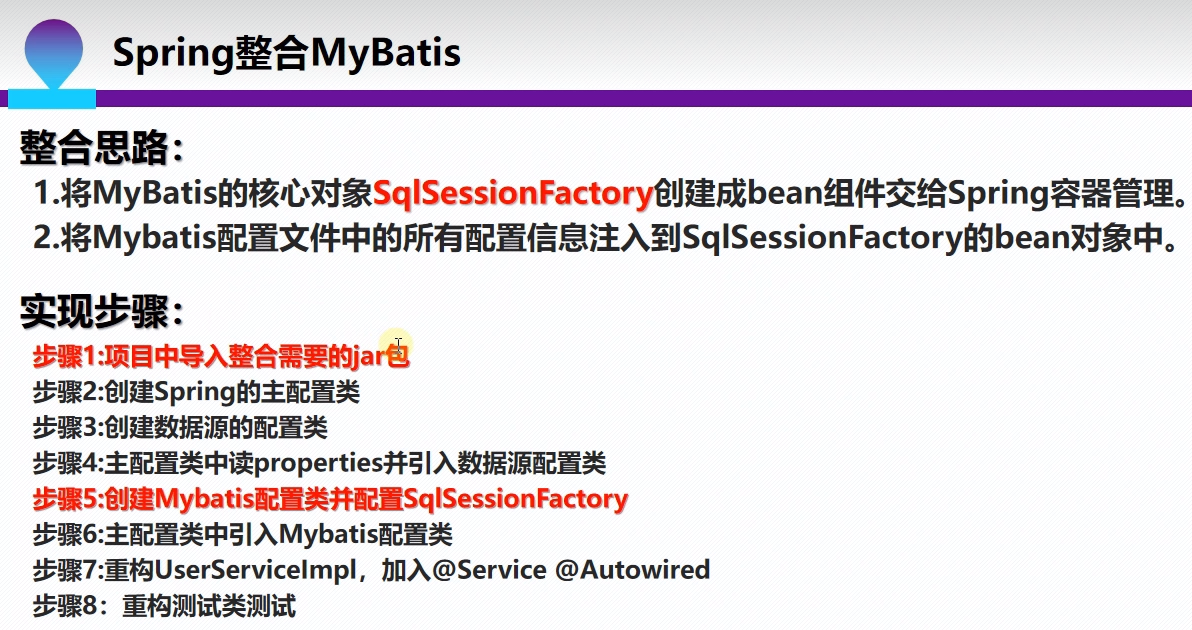 Spring整合MyBatis
整合思路：
1.将MyBatis的核心对象SqlSessionFactory创建成bean组件交给Spring容器管理。
2.将Mybatis配置文件中的所有配置信息注入到SqlSessionFactory的bean对象中。
实现步骤：
步骤1:项目中导入整合需要的jar包
步骤2:创建Spring的主配置类
步骤3:创建数据源的配置类
步骤4:主配置类中读properties并引入数据源配置类
步骤5:创建Mybatis配置类并配置SqlSessionFactory
步骤6:主配置类中引入Mybatis配置类
步骤7:重构UserServiceImpl，加入@Service @Autowired
步骤8：重构测试类测试